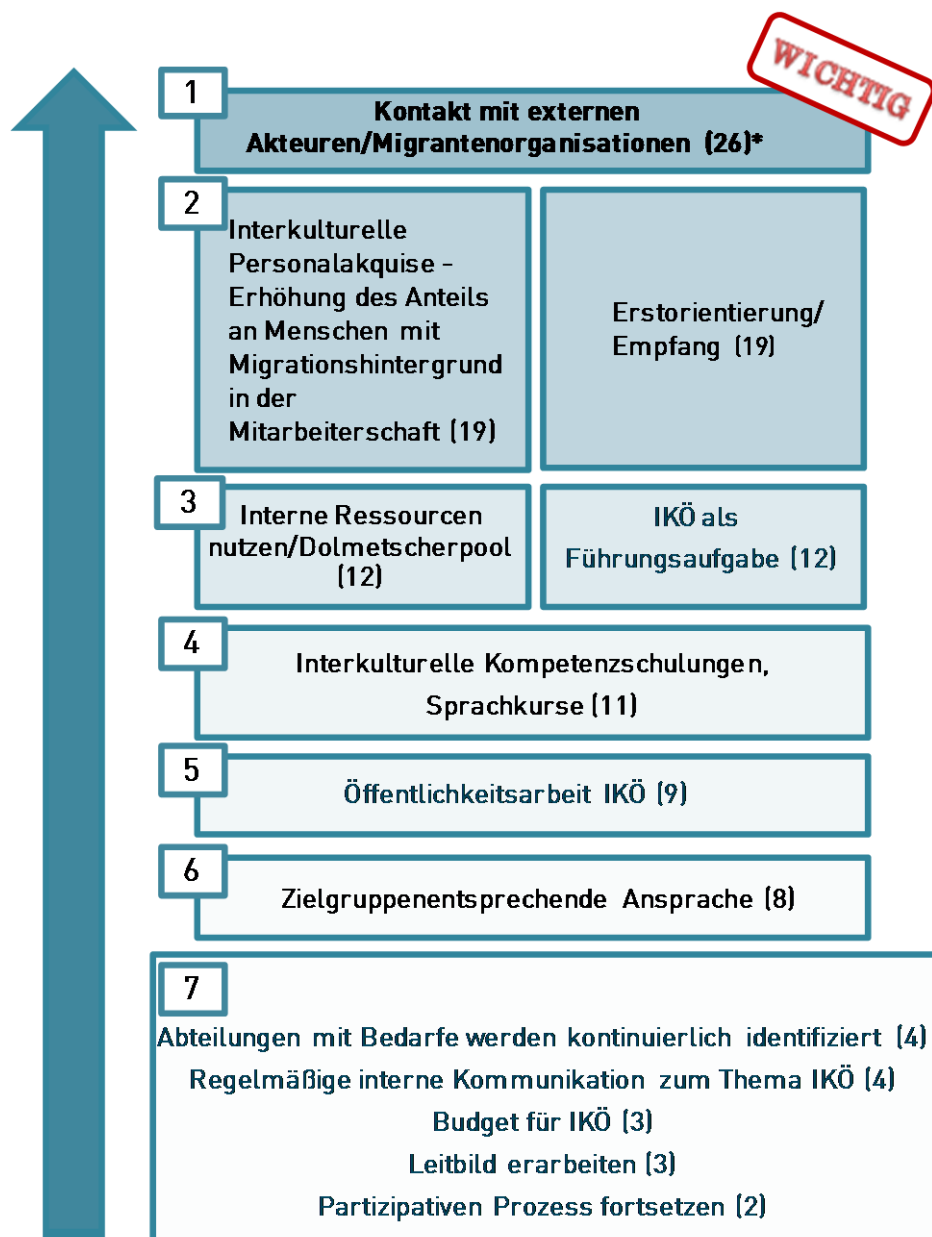 WICHTIG
1
Kontakt mit externen
Akteuren/Migrantenorganisationen (26)*
2
Interkulturelle
Personalakquise -
Erhöhung des Anteils
an Menschen mit
Migrationshintergrund
in der
Mitarbeiterschaft (19)
Erstorientierung/
Empfang (19)
3
Interne Ressourcen
nutzen/Dolmetscherpool
(12)
IKÖ als
Führungsaufgabe (12)
4
Interkulturelle Kompetenzschulungen,
Sprachkurse (11)
5
Öffentlichkeitsarbeit IKÖ (9)
6
Zielgruppenentsprechende Ansprache (8)
7
Abteilungen mit Bedarfe werden kontinuierlich identifiziert (4)
Regelmäßige interne Kommunikation zum Thema IKÖ (4)
Budget für IKÖ (3)
Leitbild erarbeiten (3)
Partizipativen Prozess fortsetzen (2)